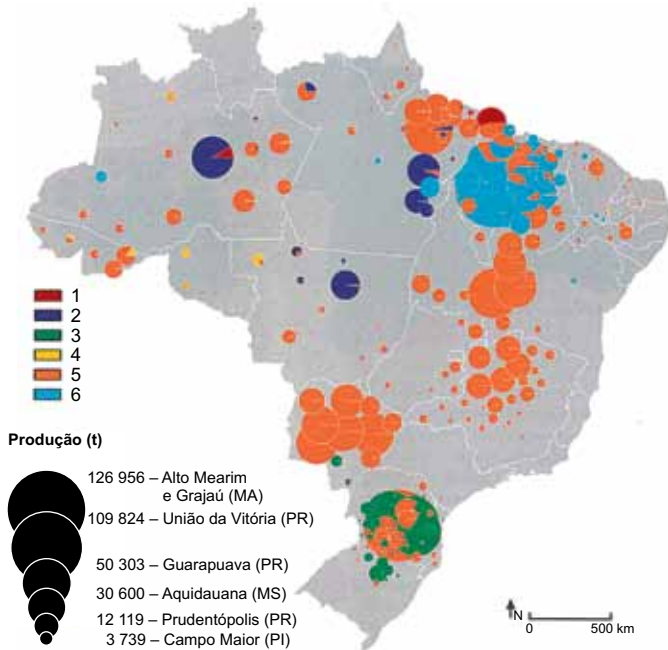 1
2
3
4
5
6
Produção (t)
126 956 – Alto Mearim
e Grajaú (MA)
109 824 – União da Vitória (PR)
50 303 – Guarapuava (PR)
30 600 – Aquidauana (MS)
12 119 – Prudentópolis (PR)
3 739 – Campo Maior (PI)
N
0 500 km